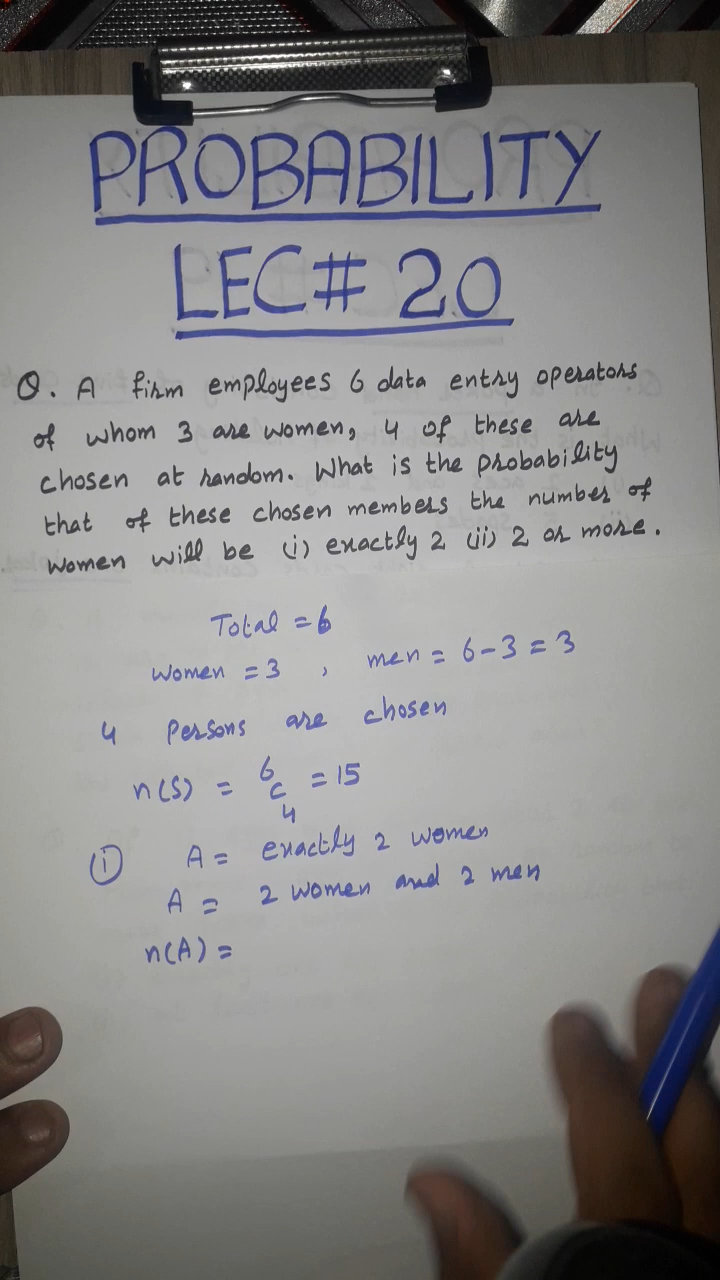 PROBABILITY
LEC# 20
Q. A firm employees 6 data entry operators
of whom 3 are women, 4 of these are
chosen at random. What is the probability
that of these chosen members the number of
women will be (i) exactly 2 (ii) 2 or more.
Total = 6
women = 3 , men = 6-3 = 3
4 persons are chosen
n(S) = ⁶C₄ = 15
① A = exactly 2 women
A = 2 women and 2 men
n(A) =